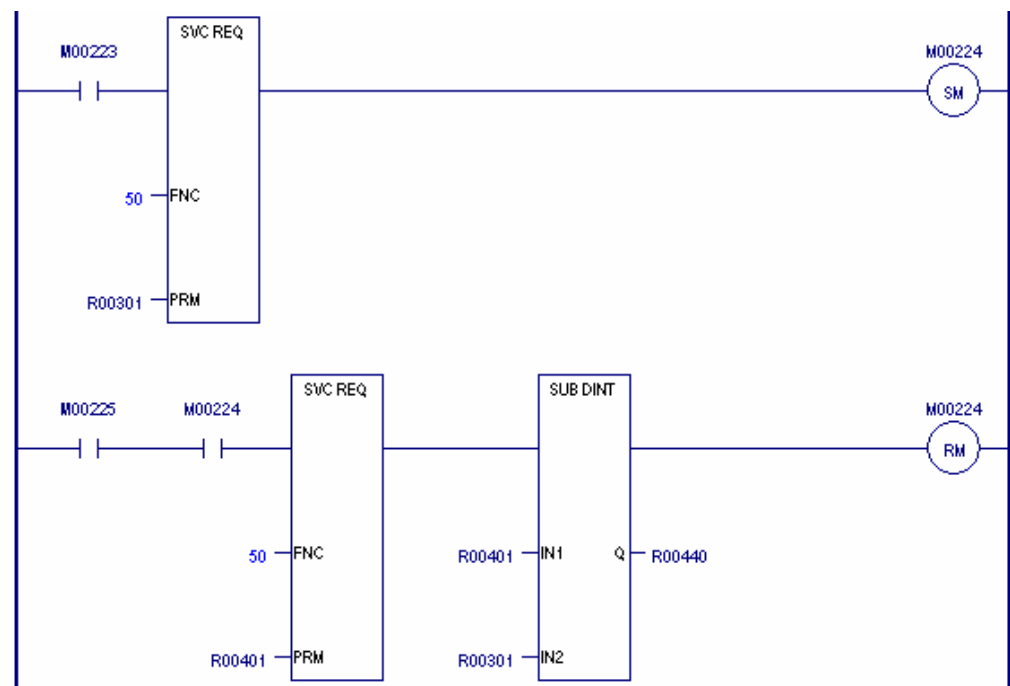 SVC REQ
M00223
M00224
SM
50
FNC
R00301
PRM
SVC REQ
SUB DINT
M00225
M00224
M00224
RM
50
FNC
R00401
IN1
Q
R00440
R00401
PRM
R00301
IN2